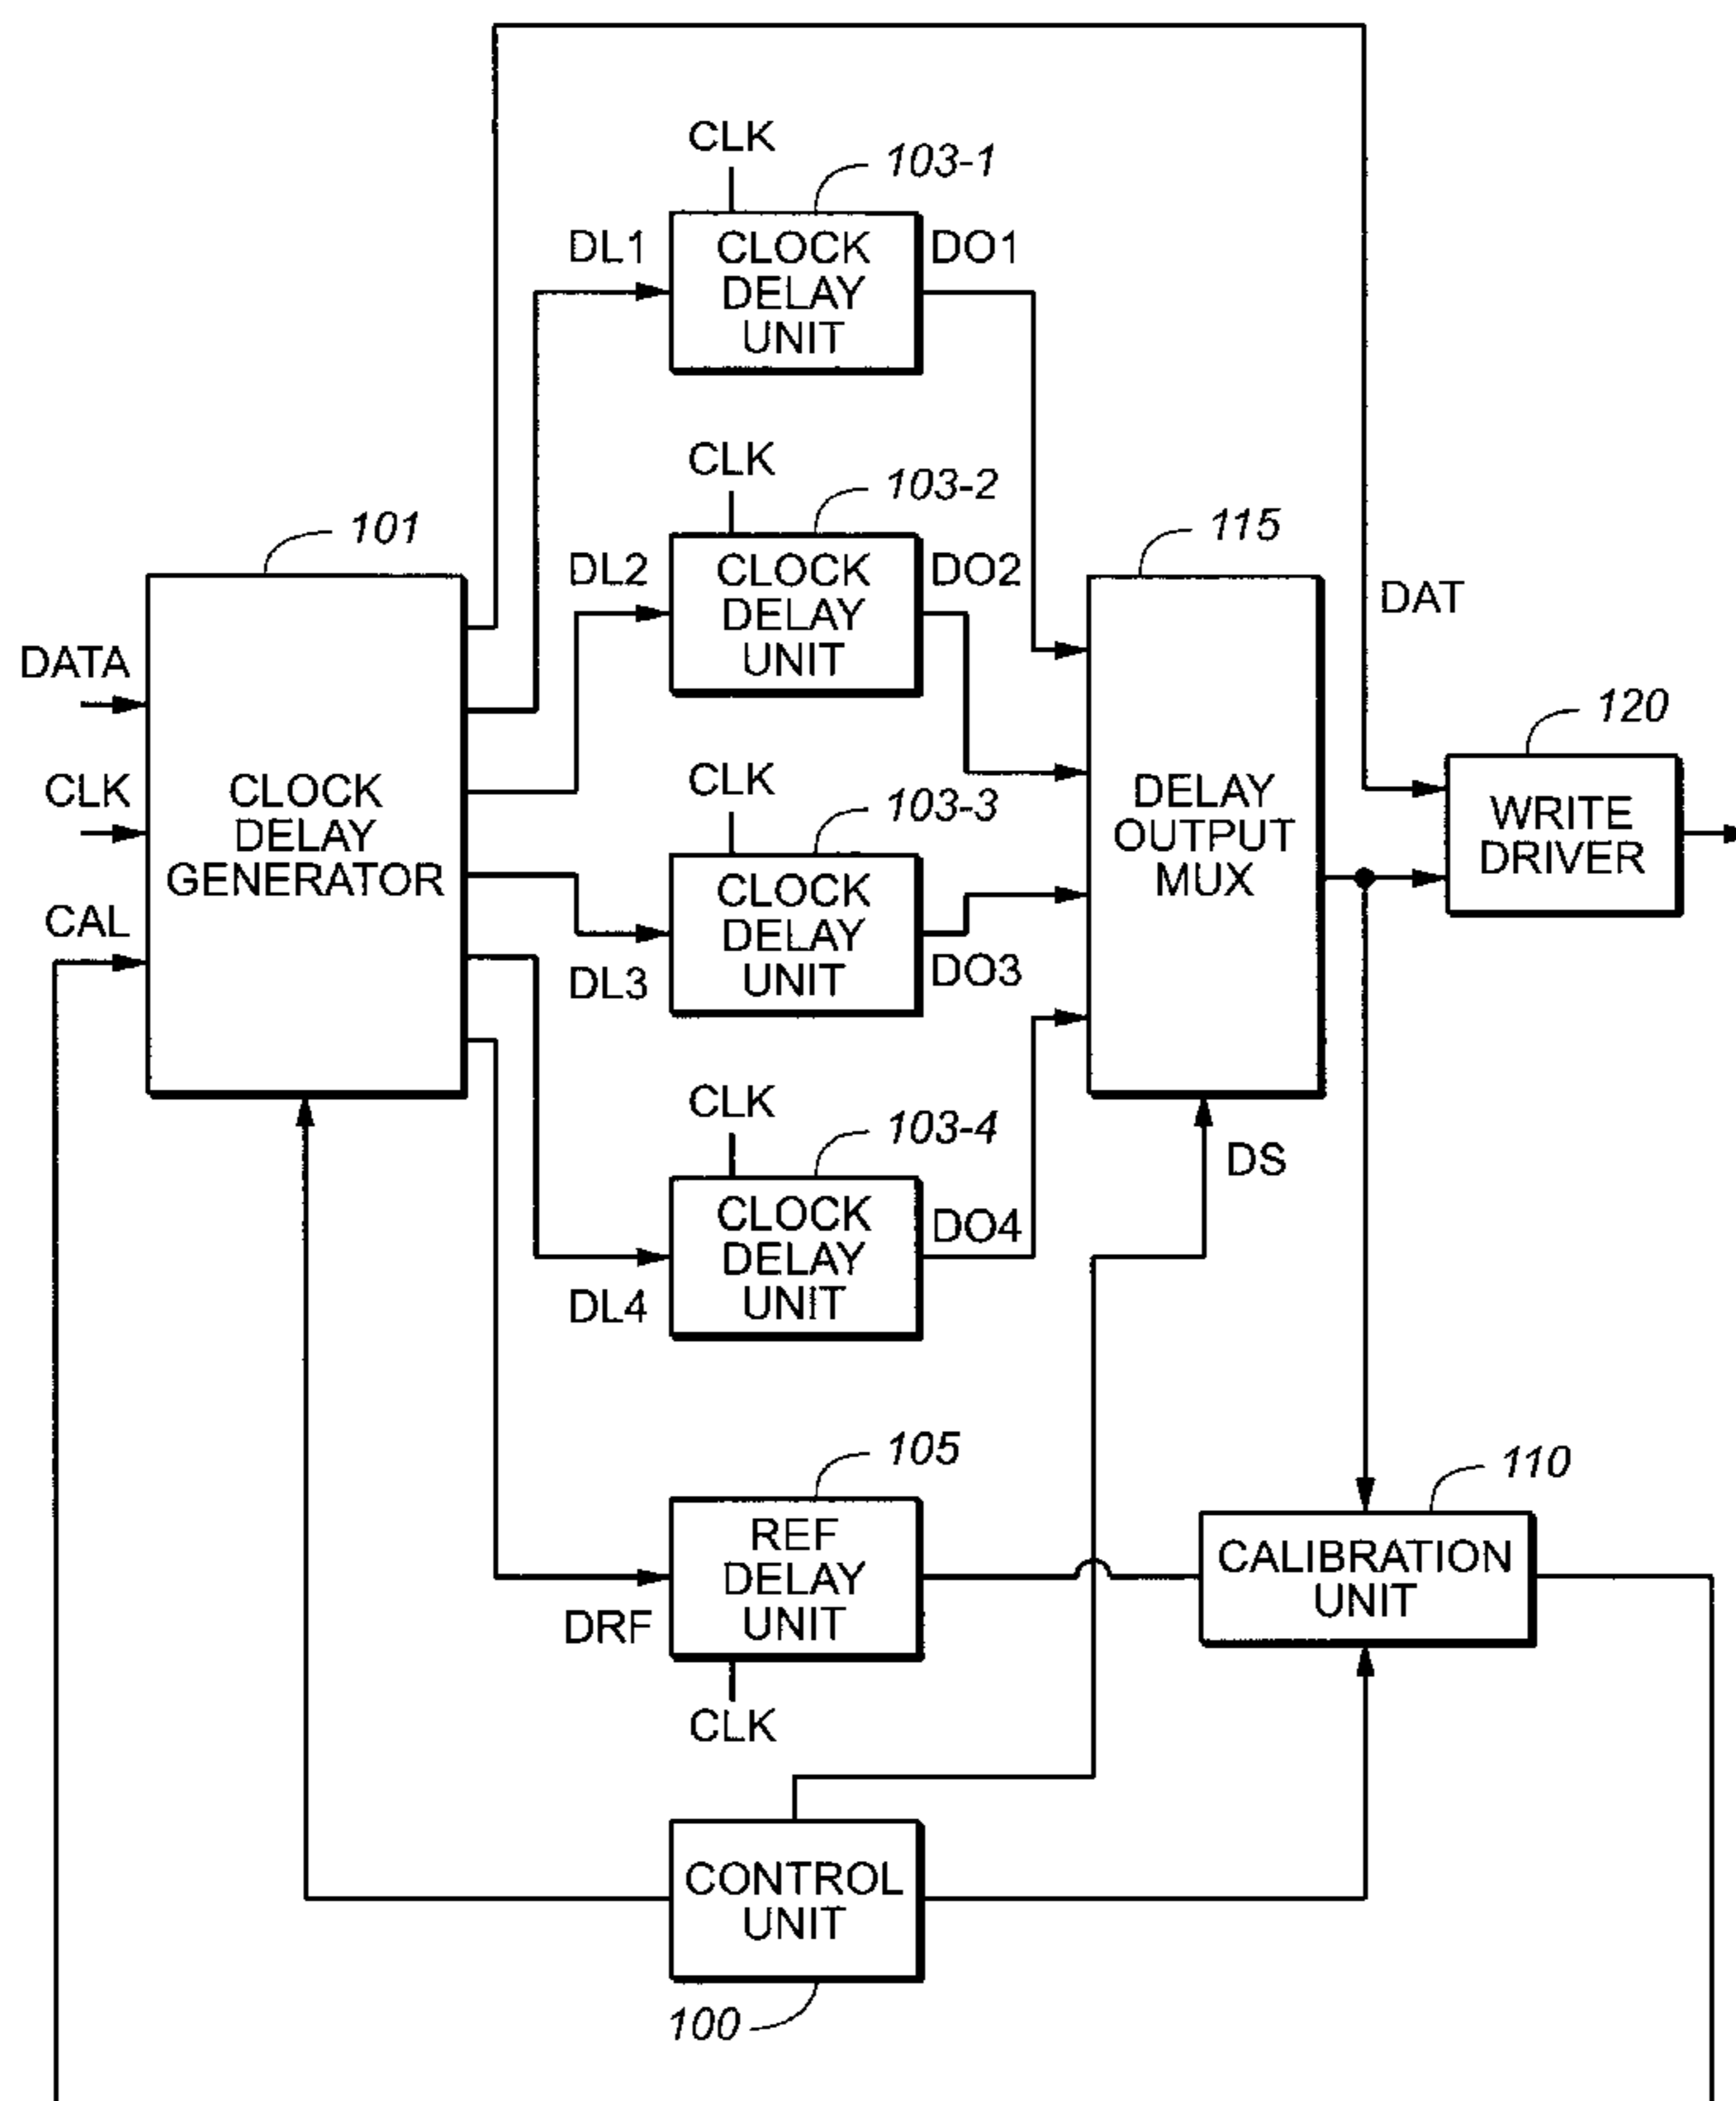 CLK
103-1
DL1
CLOCK
DELAY
UNIT
DO1
CLK
103-2
DL2
CLOCK
DELAY
UNIT
DO2
101
115
DAT
DATA
CLK
CAL
CLOCK
DELAY
GENERATOR
CLK
103-3
CLOCK
DELAY
UNIT
DL3
DO3
DELAY
OUTPUT
MUX
120
WRITE
DRIVER
CLK
103-4
CLOCK
DELAY
UNIT
DL4
DO4
DS
105
REF
DELAY
UNIT
DRF
CLK
110
CALIBRATION
UNIT
CONTROL
UNIT
100